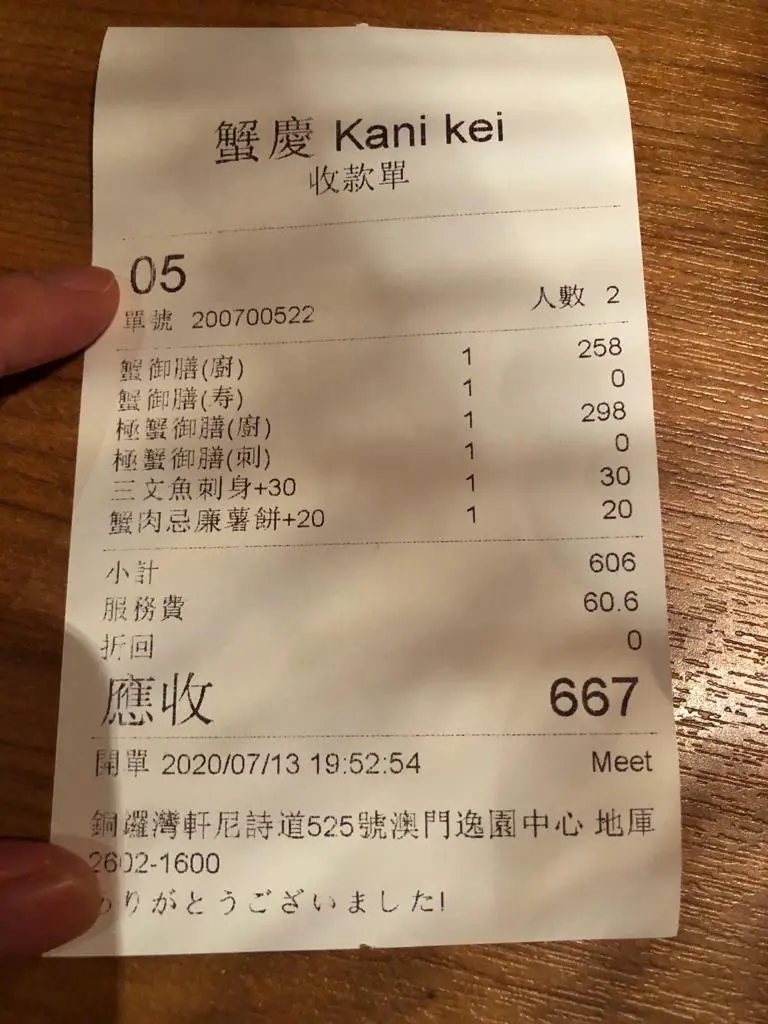 蟹慶 Kani kei
收款單
05
單號 200700522 人數 2
蟹御膳(廚) 1 258
蟹御膳(寿) 1 0
極蟹御膳(廚) 1 298
極蟹御膳(刺) 1 0
三文魚刺身+30 1 30
蟹肉忌廉薯餅+20 1 20
小計 606
服務費 60.6
折回 0
應收 667
開單 2020/07/13 19:52:54 Meet
銅鑼灣軒尼詩道525號澳門逸園中心 地厙
2602-1600
ありがとうございました!